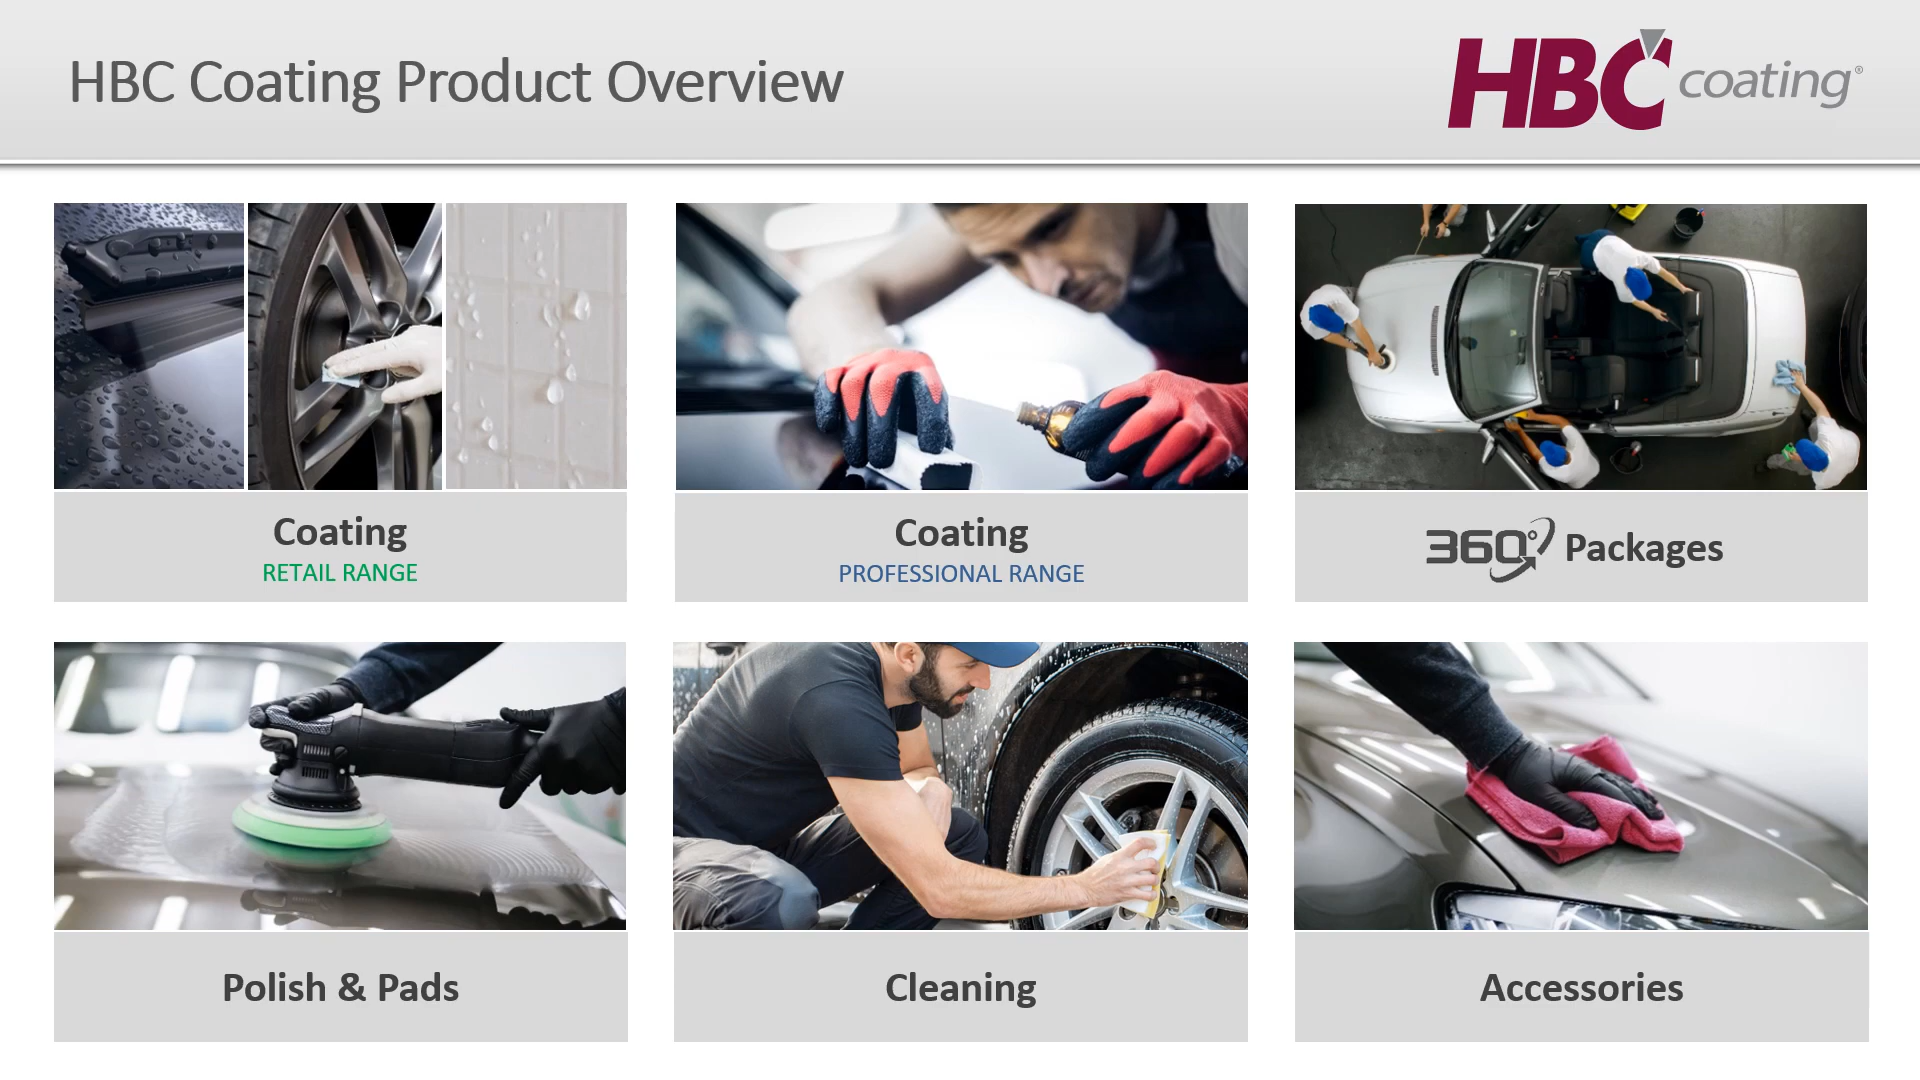 HBC Coating Product Overview
HBC coating®
Coating
RETAIL RANGE
Coating
PROFESSIONAL RANGE
360° Packages
Polish & Pads
Cleaning
Accessories